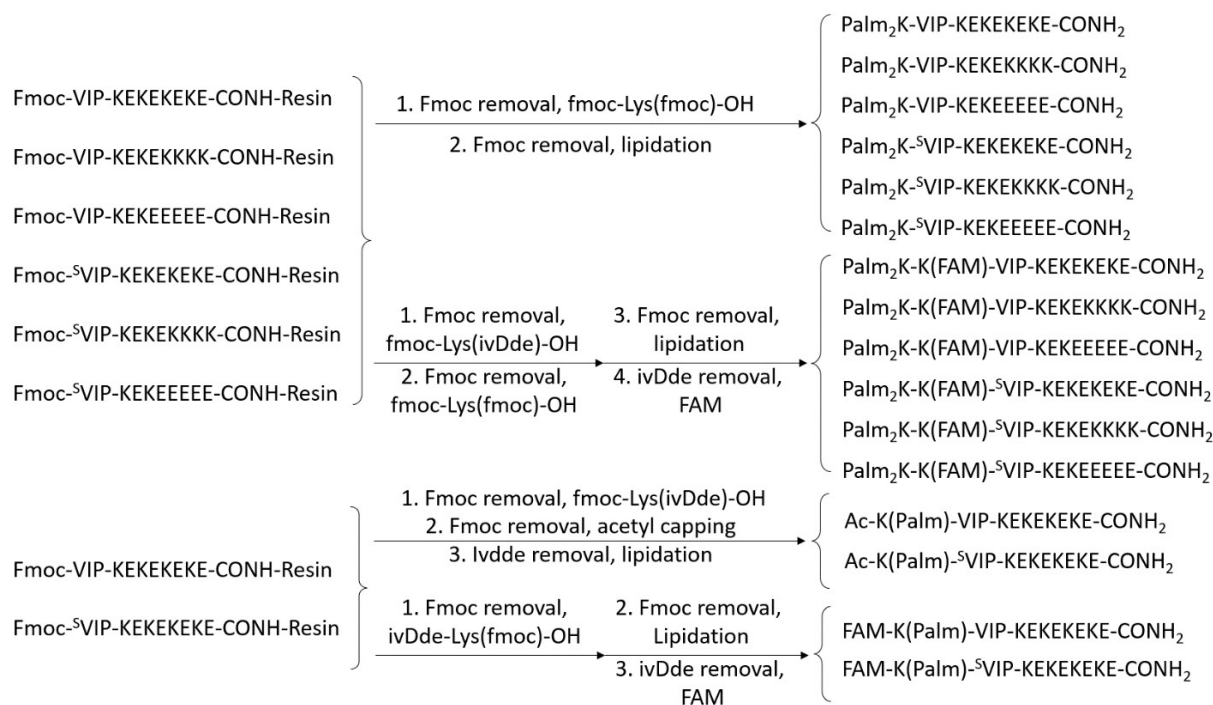 Fmoc-VIP-KEKEKEKE-CONH-Resin
Fmoc-VIP-KEKEKKKK-CONH-Resin
Fmoc-VIP-KEKEEEEE-CONH-Resin
Fmoc-ˢVIP-KEKEKEKE-CONH-Resin
Fmoc-ˢVIP-KEKEKKKK-CONH-Resin
Fmoc-ˢVIP-KEKEEEEE-CONH-Resin
1. Fmoc removal, fmoc-Lys(fmoc)-OH
2. Fmoc removal, lipidation
Palm₂K-VIP-KEKEKEKE-CONH₂
Palm₂K-VIP-KEKEKKKK-CONH₂
Palm₂K-VIP-KEKEEEEE-CONH₂
Palm₂K-ˢVIP-KEKEKEKE-CONH₂
Palm₂K-ˢVIP-KEKEKKKK-CONH₂
Palm₂K-ˢVIP-KEKEEEEE-CONH₂
1. Fmoc removal,
fmoc-Lys(ivDde)-OH
2. Fmoc removal,
fmoc-Lys(fmoc)-OH
3. Fmoc removal,
lipidation
4. ivDde removal,
FAM
Palm₂K-K(FAM)-VIP-KEKEKEKE-CONH₂
Palm₂K-K(FAM)-VIP-KEKEKKKK-CONH₂
Palm₂K-K(FAM)-VIP-KEKEEEEE-CONH₂
Palm₂K-K(FAM)-ˢVIP-KEKEKEKE-CONH₂
Palm₂K-K(FAM)-ˢVIP-KEKEKKKK-CONH₂
Palm₂K-K(FAM)-ˢVIP-KEKEEEEE-CONH₂
Fmoc-VIP-KEKEKEKE-CONH-Resin
Fmoc-ˢVIP-KEKEKEKE-CONH-Resin
1. Fmoc removal, fmoc-Lys(ivDde)-OH
2. Fmoc removal, acetyl capping
3. Ivdde removal, lipidation
Ac-K(Palm)-VIP-KEKEKEKE-CONH₂
Ac-K(Palm)-ˢVIP-KEKEKEKE-CONH₂
1. Fmoc removal,
ivDde-Lys(fmoc)-OH
2. Fmoc removal,
Lipidation
3. ivDde removal,
FAM
FAM-K(Palm)-VIP-KEKEKEKE-CONH₂
FAM-K(Palm)-ˢVIP-KEKEKEKE-CONH₂